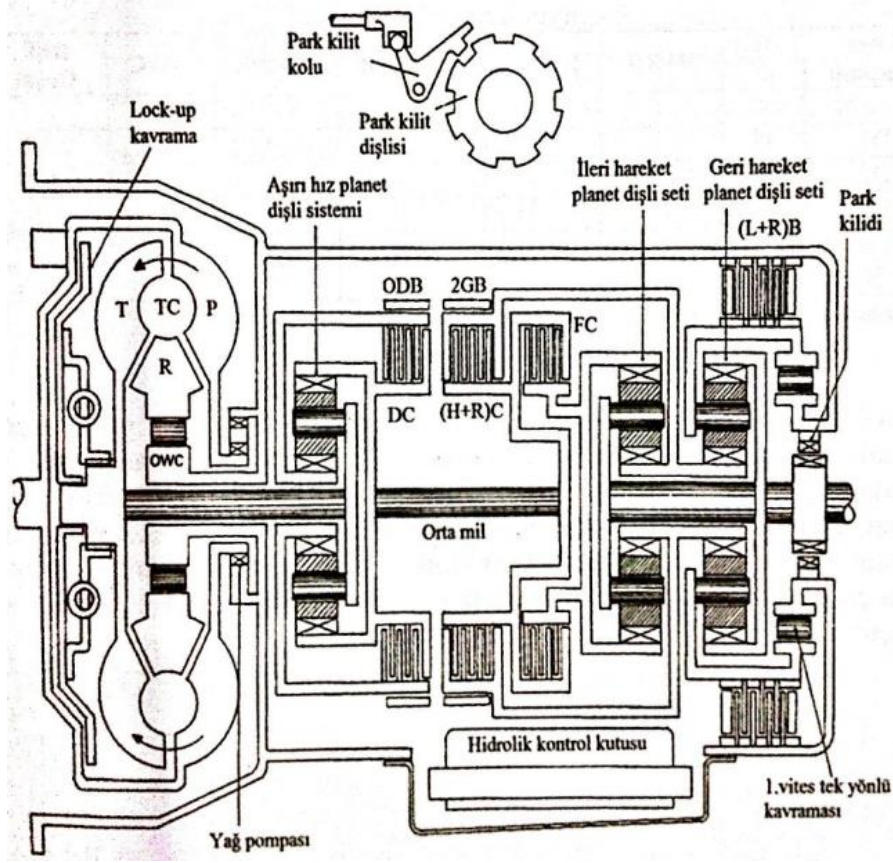 Park kilit
kolu
Park kilit
dişlisi
Lock-up
kavrama
Aşırı hız planet
dişli sistemi
İleri hareket
planet dişli seti
Geri hareket
planet dişli seti
(L+R)B
Park
kilidi
ODB
2GB
FC
T
TC
P
R
DC
(H+R)C
OWC
Orta mil
Hidrolik kontrol kutusu
1.vites tek yönlü
kavraması
Yağ pompası